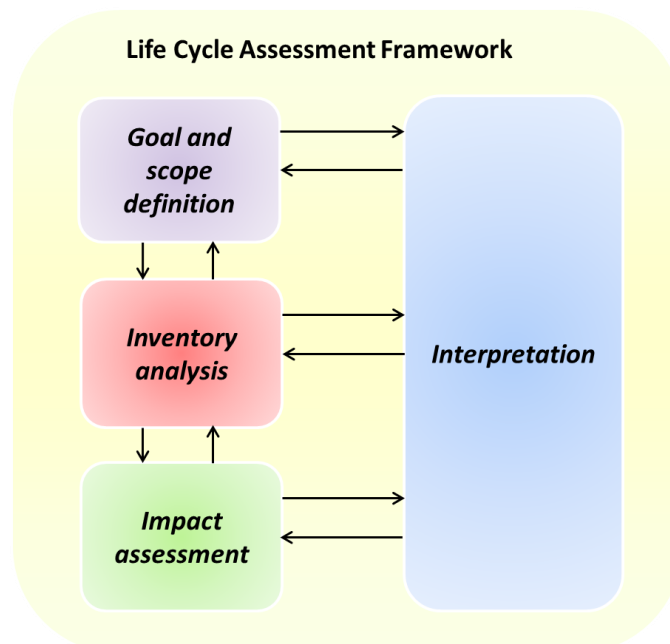 Life Cycle Assessment Framework
Goal and
scope
definition
Inventory
analysis
Interpretation
Impact
assessment